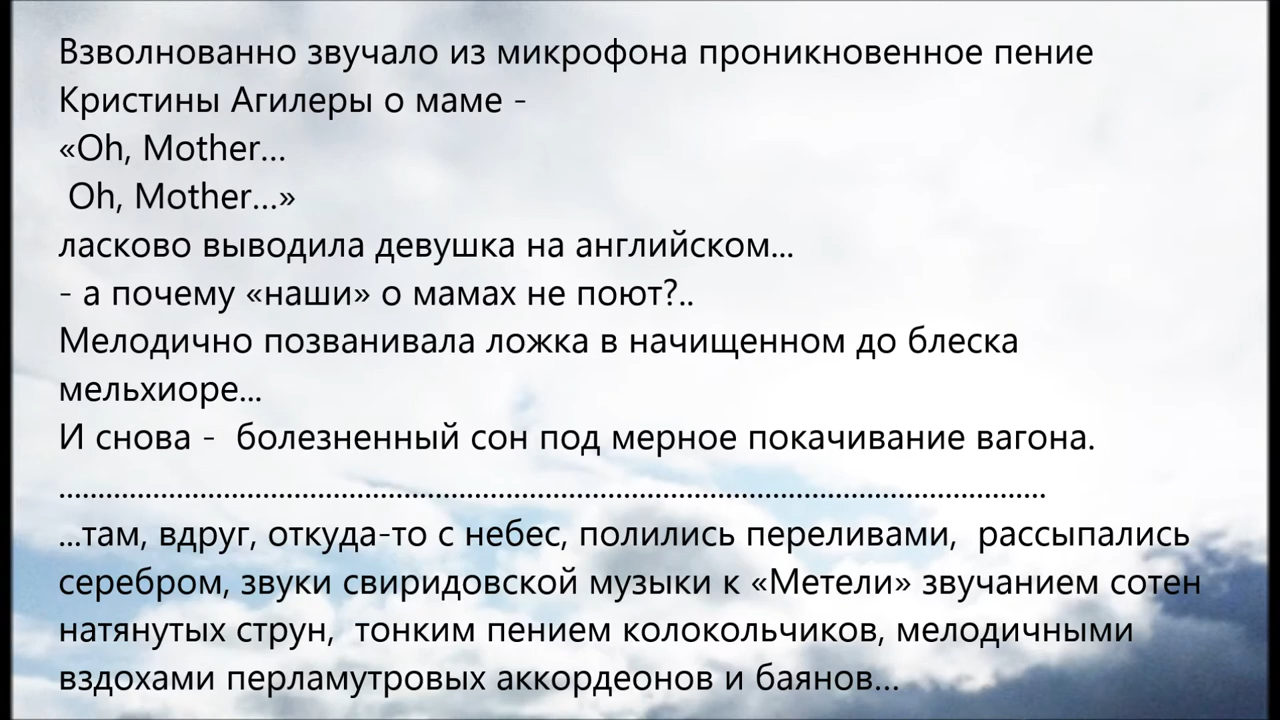 Взволнованно звучало из микрофона проникновенное пение
Кристины Агилеры о маме -
«Oh, Mother...
Oh, Mother...»
ласково выводила девушка на английском...
- а почему «наши» о мамах не поют?..
Мелодично позванивала ложка в начищенном до блеска
мельхиоре...
И снова -  болезненный сон под мерное покачивание вагона.
..............................................................................................................................
...там, вдруг, откуда-то с небес, полились переливами,  рассыпались
серебром, звуки свиридовской музыки к «Метели» звучанием сотен
натянутых струн,  тонким пением колокольчиков, мелодичными
вздохами перламутровых аккордеонов и баянов...